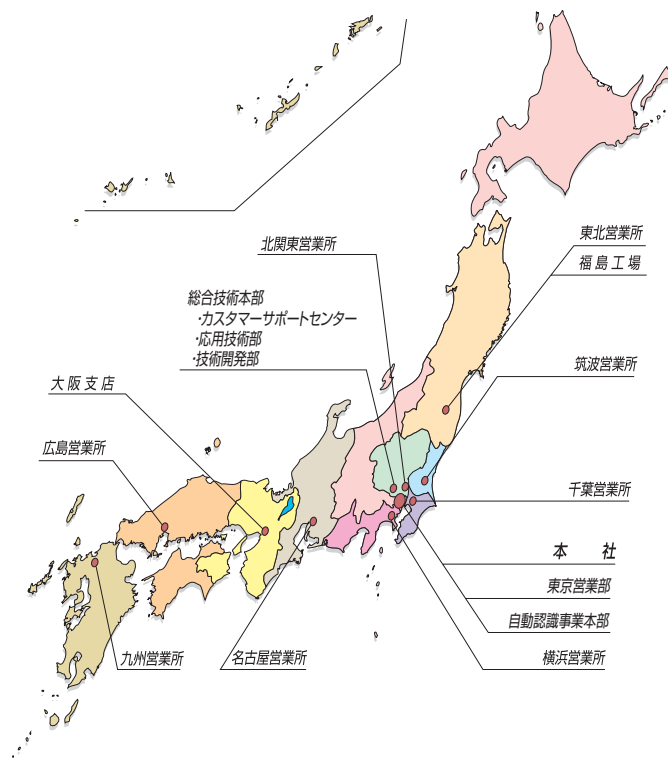 北関東営業所
東北営業所
福島工場
総合技術本部
・カスタマーサポートセンター
・応用技術部
・技術開発部
筑波営業所
大阪支店
広島営業所
千葉営業所
本　社
東京営業部
自動認識事業本部
九州営業所
名古屋営業所
横浜営業所